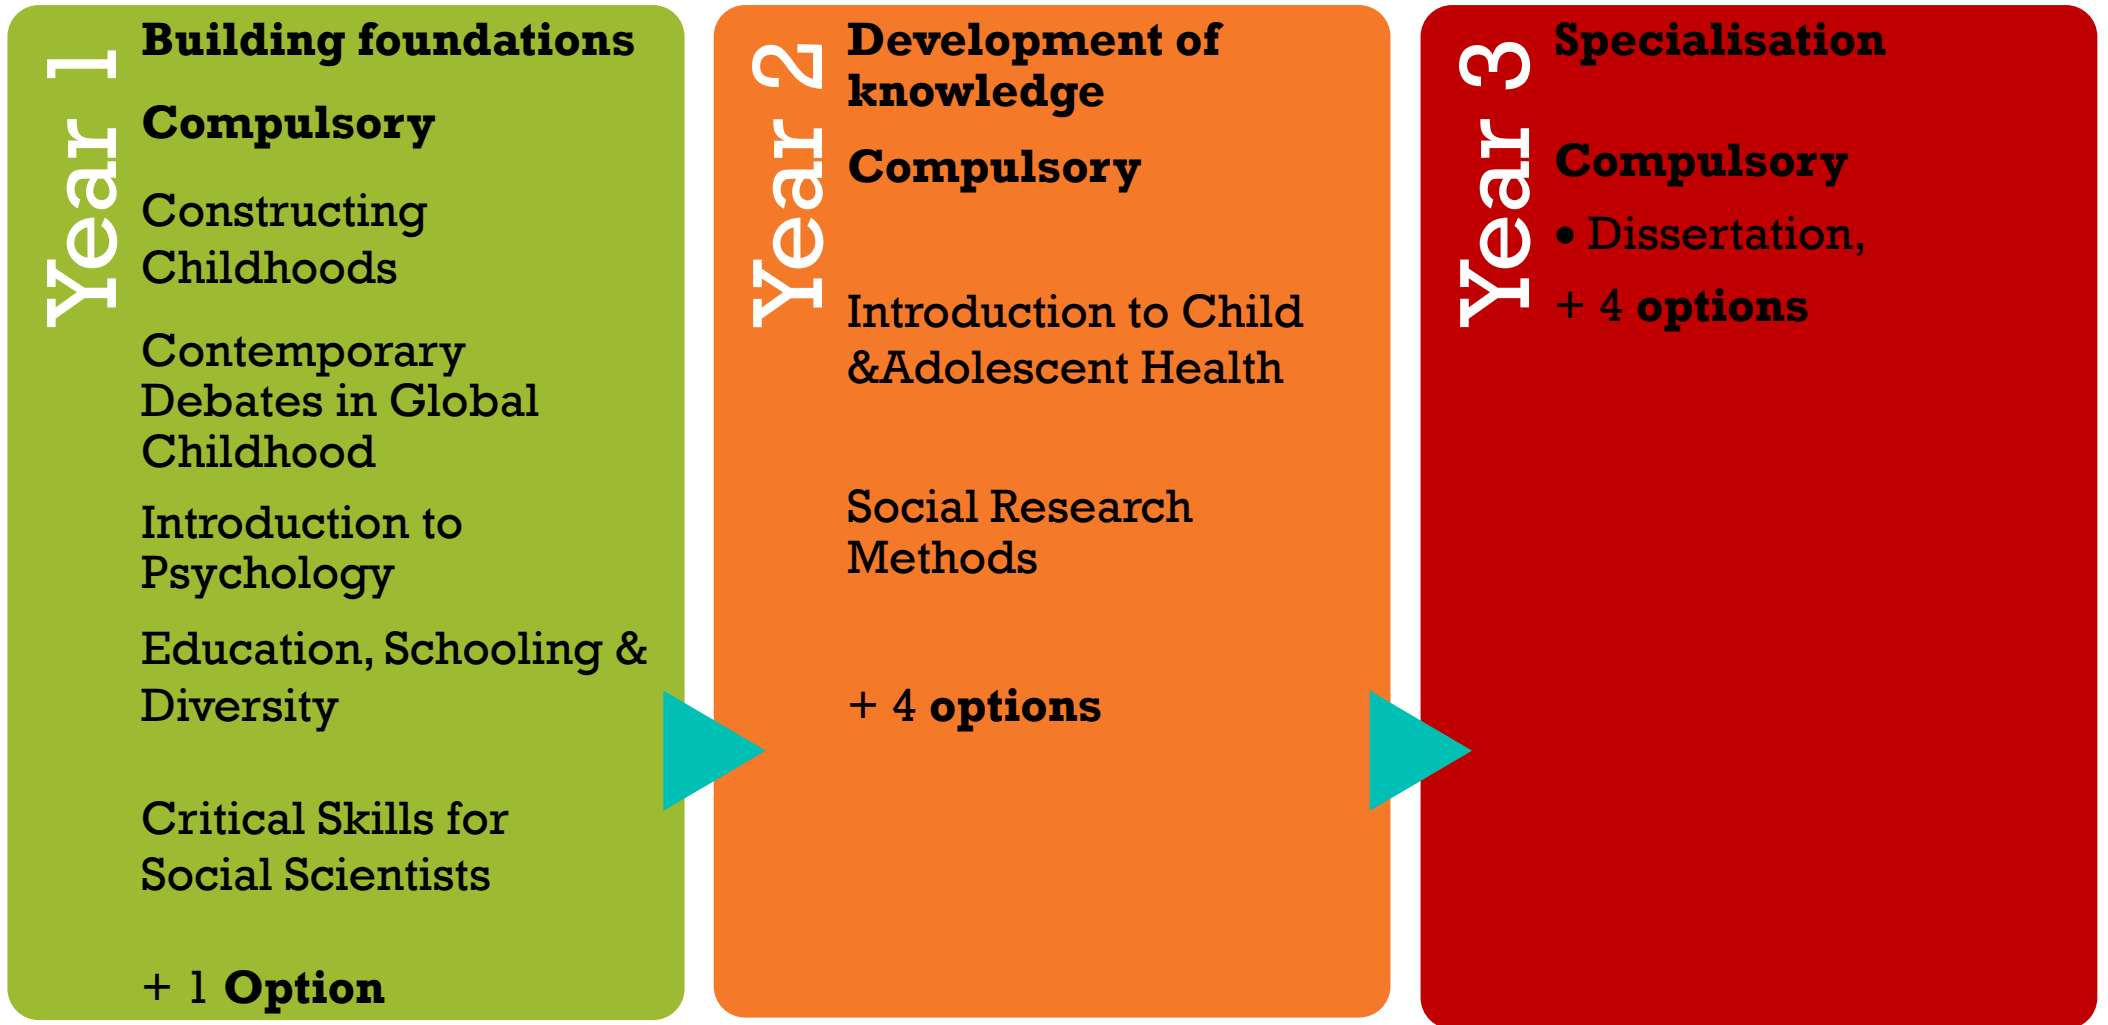 Year 1
Building foundations
Compulsory
Constructing
Childhoods
Contemporary
Debates in Global
Childhood
Introduction to
Psychology
Education, Schooling &
Diversity
Critical Skills for
Social Scientists
+ 1 Option
Year 2
Development of
knowledge
Compulsory
Introduction to Child
&Adolescent Health
Social Research
Methods
+ 4 options
Year 3
Specialisation
Compulsory
• Dissertation,
+ 4 options